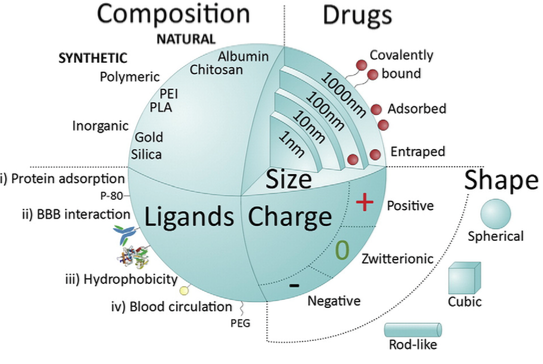 Composition
Drugs
NATURAL
SYNTHETIC
Albumin
Chitosan
Polymeric
PEI
PLA
Inorganic
Gold
Silica
Covalently
bound
Adsorbed
Entraped
1000nm
100nm
10nm
1nm
Size
i) Protein adsorption
P-80
ii) BBB interaction
iii) Hydrophobicity
iv) Blood circulation
PEG
Ligands
Charge
+
Positive
0
Zwitterionic
-
Negative
Shape
Spherical
Cubic
Rod-like